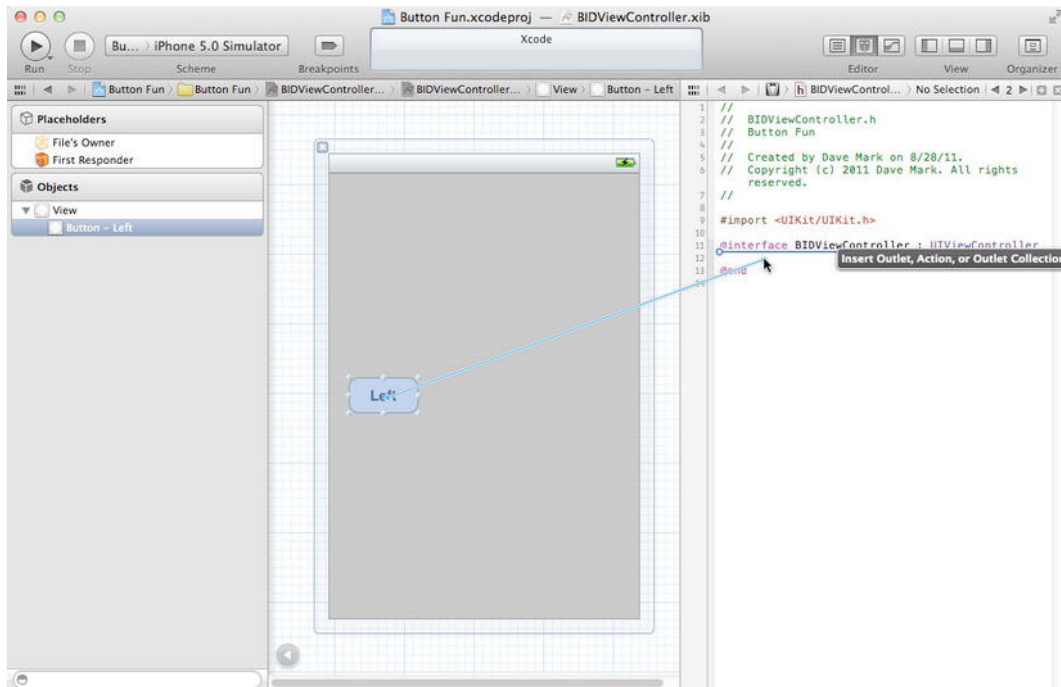 Button Fun.xcodeproj — BIDViewController.xib
Bu... iPhone 5.0 Simulator
Xcode
Run Stop Scheme Breakpoints Editor View Organizer
Button Fun Button Fun BIDViewController... BIDViewController... View Button - Left
BIDViewControl... No Selection 2
Placeholders
File's Owner
First Responder
Objects
View
Button - Left
Left
1 //
2 // BIDViewController.h
3 // Button Fun
4 //
5 // Created by Dave Mark on 8/28/11.
6 // Copyright (c) 2011 Dave Mark. All rights
reserved.
7 //
8
9 #import <UIKit/UIKit.h>
10
11 @interface BIDViewController : UIViewController
12
Insert Outlet, Action, or Outlet Collection
13 @end
14